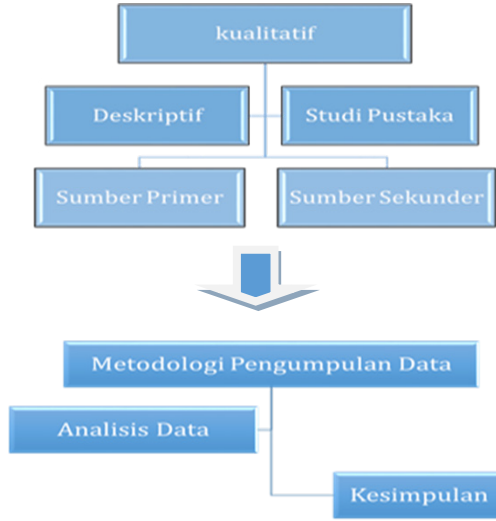 kualitatif
Deskriptif
Studi Pustaka
Sumber Primer
Sumber Sekunder
Metodologi Pengumpulan Data
Analisis Data
Kesimpulan